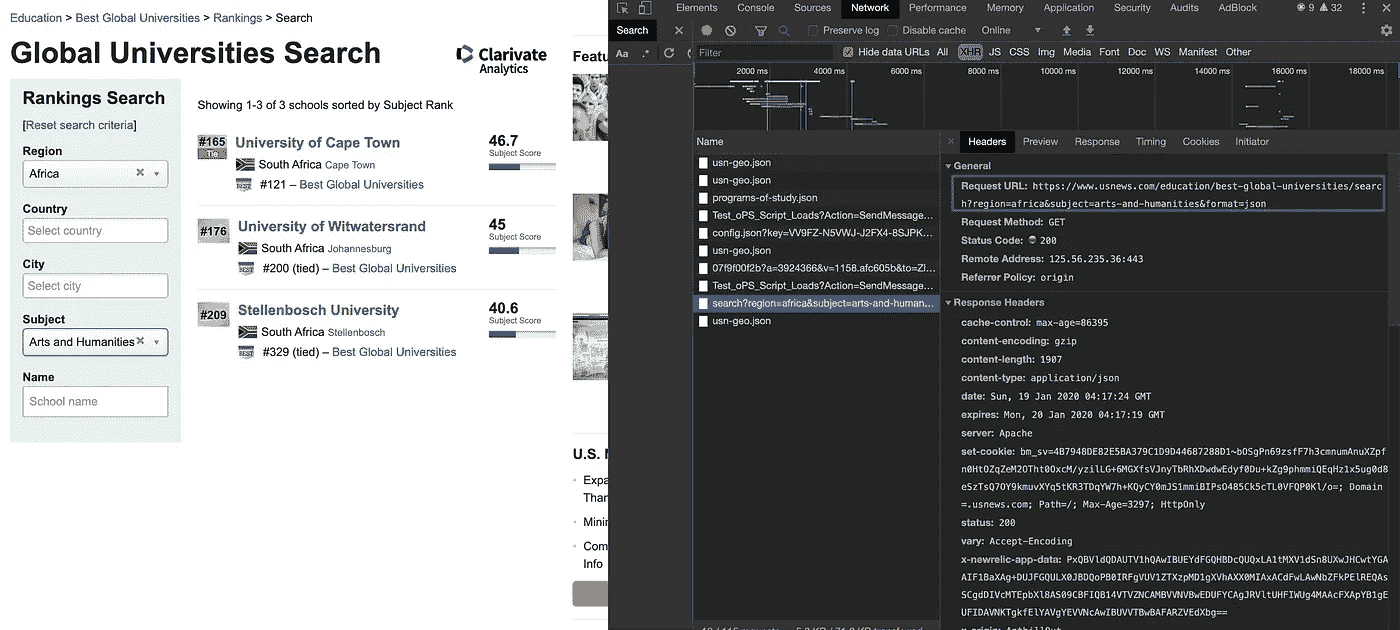 Education > Best Global Universities > Rankings > Search
Global Universities Search
Clarivate
Analytics
Rankings Search
[Reset search criteria]
Region
Africa
Country
Select country
City
Select city
Subject
Arts and Humanities
Name
School name
Showing 1-3 of 3 schools sorted by Subject Rank
#165
Tie
University of Cape Town
South Africa Cape Town
#121 – Best Global Universities
46.7
Subject Score
#176
University of Witwatersrand
South Africa Johannesburg
#200 (tied) – Best Global Universities
45
Subject Score
#209
Stellenbosch University
South Africa Stellenbosch
#329 (tied) – Best Global Universities
40.6
Subject Score
Featu
U.S. N
Expa
Than
Minin
Com
Info
Elements Console Sources Network Performance Memory Application Security Audits AdBlock 9 32
Search
Aa .*
Preserve log Disable cache Online
Filter Hide data URLs All XHR JS CSS Img Media Font Doc WS Manifest Other
2000 ms 4000 ms 6000 ms 8000 ms 10000 ms 12000 ms 14000 ms 16000 ms 18000 ms
Name
usn-geo.json
usn-geo.json
programs-of-study.json
Test_oPS_Script_Loads?Action=SendMessage...
config.json?key=VV9FZ-N5VWJ-J2FX4-8SJPK...
usn-geo.json
07f9f00f2b?a=3924366&v=1158.afc605b&to=ZI...
Test_oPS_Script_Loads?Action=SendMessage...
search?region=africa&subject=arts-and-human...
usn-geo.json
Headers Preview Response Timing Cookies Initiator
General
Request URL: https://www.usnews.com/education/best-global-universities/searc
h?region=africa&subject=arts-and-humanities&format=json
Request Method: GET
Status Code: 200
Remote Address: 125.56.235.36:443
Referrer Policy: origin
Response Headers
cache-control: max-age=86395
content-encoding: gzip
content-length: 1907
content-type: application/json
date: Sun, 19 Jan 2020 04:17:24 GMT
expires: Mon, 20 Jan 2020 04:17:19 GMT
server: Apache
set-cookie: bm_sv=4B7948DE82E5BA379C1D9D44687288D1~bOSgPn69zsfF7h3cmnumAnuXZpf
n0HtOZqZeM2OTht0OxcM/yzilLG+6MGXfsVJnyTbRhXDwdwEdyf0Du+kZg9phmmiQEqHz1x5ug0d8
eSzTsQ7OY9kmuvXYq5tKR3TDqYW7h+KQyCY0mJS1mmiBIPsO485Ck5cTL0VFQP0Kl/o=; Domain
=.usnews.com; Path=/; Max-Age=3297; HttpOnly
status: 200
vary: Accept-Encoding
x-newrelic-app-data: